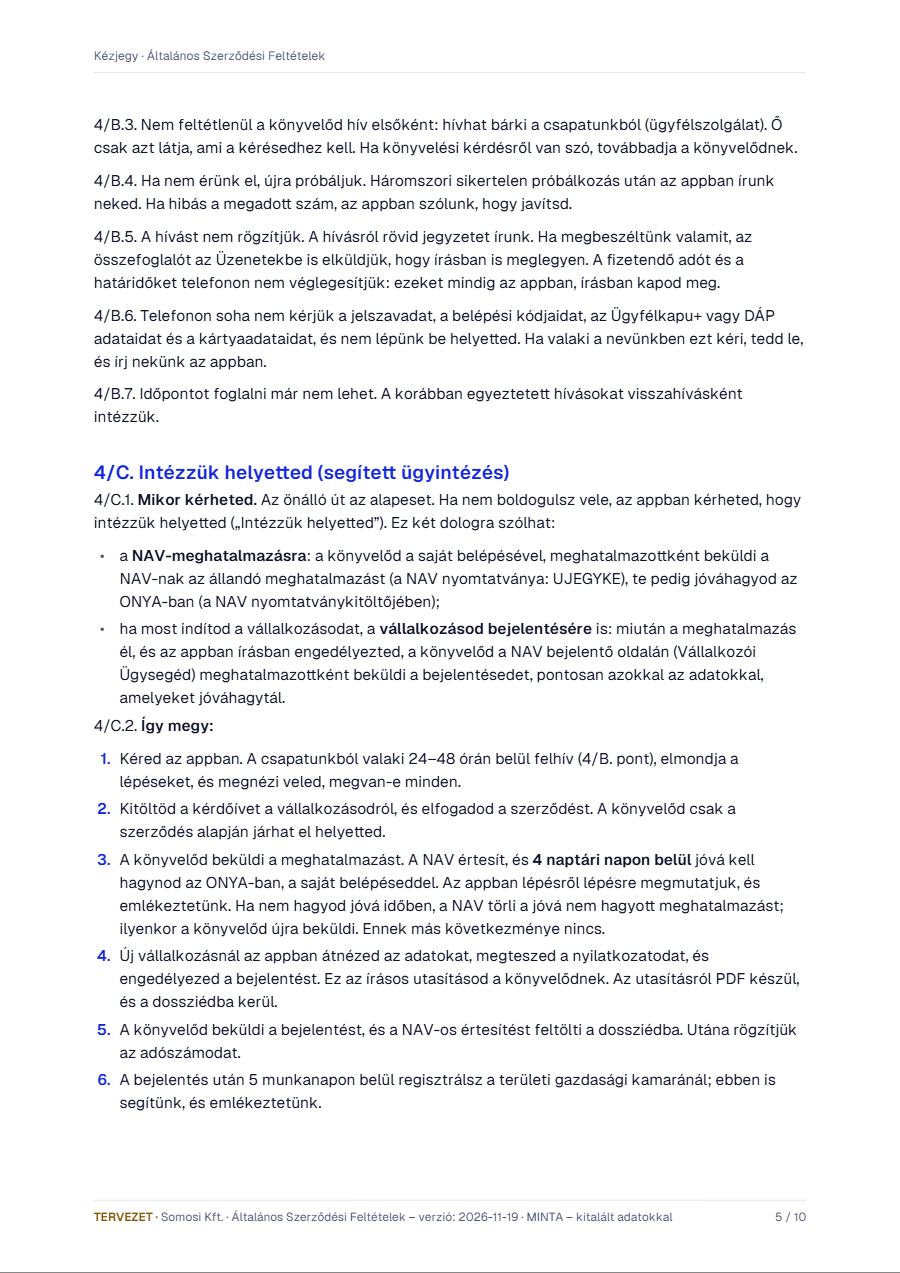 Kézjegy · Általános Szerződési Feltételek
4/B.3. Nem feltétlenül a könyvelőd hív elsőként: hívhat bárki a csapatunkból (ügyfélszolgálat). Ő
csak azt látja, ami a kérésedhez kell. Ha könyvelési kérdésről van szó, továbbadja a könyvelődnek.
4/B.4. Ha nem érünk el, újra próbáljuk. Háromszori sikertelen próbálkozás után az appban írunk
neked. Ha hibás a megadott szám, az appban szólunk, hogy javítsd.
4/B.5. A hívást nem rögzítjük. A hívásról rövid jegyzetet írunk. Ha megbeszéltünk valamit, az
összefoglalót az Üzenetekbe is elküldjük, hogy írásban is meglegyen. A fizetendő adót és a
határidőket telefonon nem véglegesítjük: ezeket mindig az appban, írásban kapod meg.
4/B.6. Telefonon soha nem kérjük a jelszavadat, a belépési kódjaidat, az Ügyfélkapu+ vagy DÁP
adataidat és a kártyaadataidat, és nem lépünk be helyetted. Ha valaki a nevünkben ezt kéri, tedd le,
és írj nekünk az appban.
4/B.7. Időpontot foglalni már nem lehet. A korábban egyeztetett hívásokat visszahívásként
intézzük.
4/C. Intézzük helyetted (segített ügyintézés)
4/C.1. Mikor kérheted. Az önálló út az alapeset. Ha nem boldogulsz vele, az appban kérheted, hogy
intézzük helyetted („Intézzük helyetted”). Ez két dologra szólhat:
• a NAV-meghatalmazásra: a könyvelőd a saját belépésével, meghatalmazottként beküldi a
NAV-nak az állandó meghatalmazást (a NAV nyomtatványa: UJEGYKE), te pedig jóváhagyod az
ONYA-ban (a NAV nyomtatványkitöltőjében);
• ha most indítod a vállalkozásodat, a vállalkozásod bejelentésére is: miután a meghatalmazás
él, és az appban írásban engedélyezted, a könyvelőd a NAV bejelentő oldalán (Vállalkozói
Ügysegéd) meghatalmazottként beküldi a bejelentésedet, pontosan azokkal az adatokkal,
amelyeket jóváhagytál.
4/C.2. Így megy:
1. Kéred az appban. A csapatunkból valaki 24–48 órán belül felhív (4/B. pont), elmondja a
lépéseket, és megnézi veled, megvan-e minden.
2. Kitöltöd a kérdőívet a vállalkozásodról, és elfogadod a szerződést. A könyvelőd csak a
szerződés alapján járhat el helyetted.
3. A könyvelőd beküldi a meghatalmazást. A NAV értesít, és 4 naptári napon belül jóvá kell
hagynod az ONYA-ban, a saját belépéseddel. Az appban lépésről lépésre megmutatjuk, és
emlékeztetünk. Ha nem hagyod jóvá időben, a NAV törli a jóvá nem hagyott meghatalmazást;
ilyenkor a könyvelőd újra beküldi. Ennek más következménye nincs.
4. Új vállalkozásnál az appban átnézed az adatokat, megteszed a nyilatkozatodat, és
engedélyezed a bejelentést. Ez az írásos utasításod a könyvelődnek. Az utasításról PDF készül,
és a dossziédba kerül.
5. A könyvelőd beküldi a bejelentést, és a NAV-os értesítést feltölti a dossziédba. Utána rögzítjük
az adószámodat.
6. A bejelentés után 5 munkanapon belül regisztrálsz a területi gazdasági kamaránál; ebben is
segítünk, és emlékeztetünk.
TERVEZET · Somosi Kft. · Általános Szerződési Feltételek – verzió: 2026-11-19 · MINTA – kitalált adatokkal 5 / 10